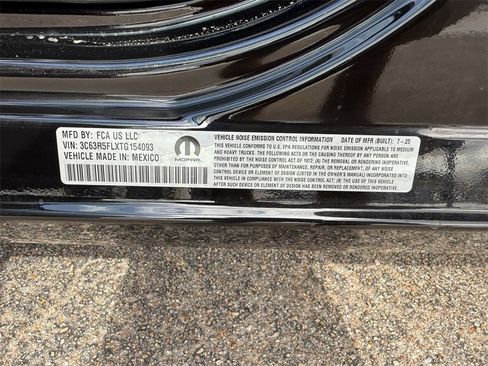 MFD BY: FCA US LLC
VIN: 3C63R5FLXTG154093
VEHICLE MADE IN: MEXICO
MOPAR
VEHICLE NOISE EMISSION CONTROL INFORMATION DATE OF MFR (BUILT): 7-25
THIS VEHICLE CONFORMS TO U.S. EPA REGULATIONS FOR NOISE EMISSION APPLICABLE TO MEDIUM
AND HEAVY TRUCKS. THE FOLLOWING ACTS OR THE CAUSING THEREOF BY ANY PERSON
ARE PROHIBITED BY THE NOISE CONTROL ACT OF 1972: (A) THE REMOVAL OR RENDERING INOPERATIVE,
OTHER THAN FOR PURPOSES OF MAINTENANCE, REPAIR, OR REPLACEMENT, OF ANY NOISE CONTROL
DEVICE OR ELEMENT OF DESIGN (LISTED IN THE OWNER'S MANUAL) INCORPORATED INTO
THIS VEHICLE IN COMPLIANCE WITH THE NOISE CONTROL ACT; (B) THE USE OF THIS VEHICLE
AFTER SUCH DEVICE OR ELEMENT OF DESIGN HAS BEEN REMOVED OR RENDERED INOPERATIVE.